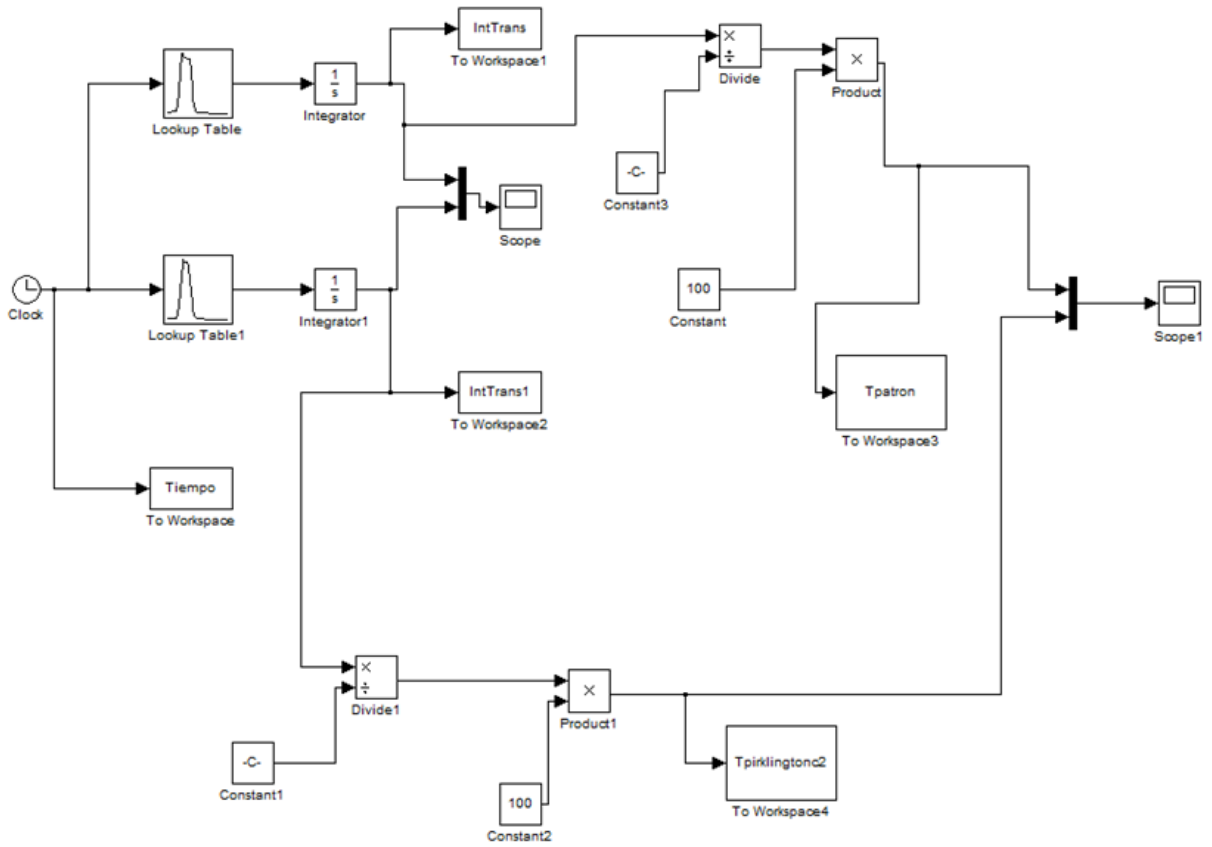 IntTrans
To Workspace1
×
÷
Divide
×
Product
Lookup Table
1
s
Integrator
-C-
Constant3
Scope
Clock
Lookup Table1
1
s
Integrator1
100
Constant
Scope1
IntTrans1
To Workspace2
Tpatron
To Workspace3
Tiempo
To Workspace
×
÷
Divide1
×
Product1
-C-
Constant1
100
Constant2
Tpirklingtonc2
To Workspace4